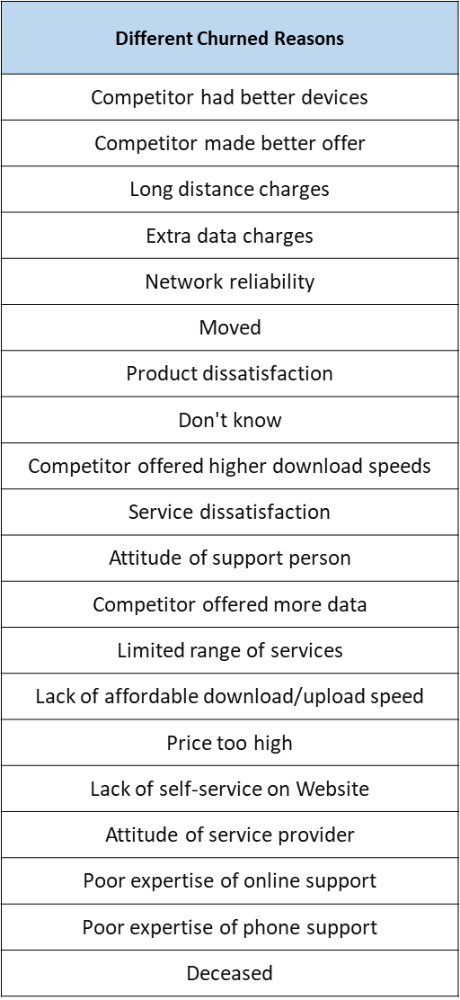 Different Churned Reasons
Competitor had better devices
Competitor made better offer
Long distance charges
Extra data charges
Network reliability
Moved
Product dissatisfaction
Don't know
Competitor offered higher download speeds
Service dissatisfaction
Attitude of support person
Competitor offered more data
Limited range of services
Lack of affordable download/upload speed
Price too high
Lack of self-service on Website
Attitude of service provider
Poor expertise of online support
Poor expertise of phone support
Deceased